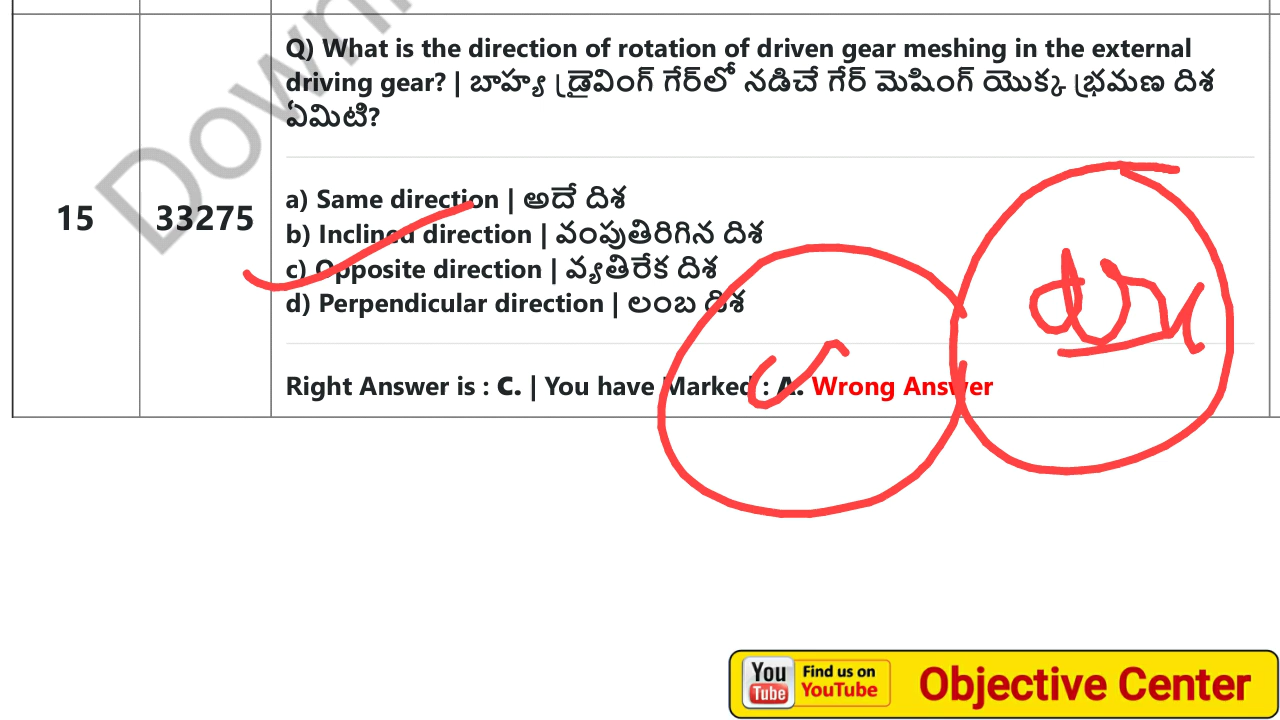 Q) What is the direction of rotation of driven gear meshing in the external
driving gear? | బాహ్య డ్రైవింగ్ గేర్‌లో నడిచే గేర్ మెషింగ్ యొక్క భ్రమణ దిశ
ఏమిటి?
15
33275
a) Same direction | అదే దిశ
b) Inclined direction | వంపుతిరిగిన దిశ
c) Opposite direction | వ్యతిరేక దిశ
d) Perpendicular direction | లంబ దిశ
Right Answer is : C. | You have Marked : A. Wrong Answer
You Tube
Find us on
YouTube
Objective Center